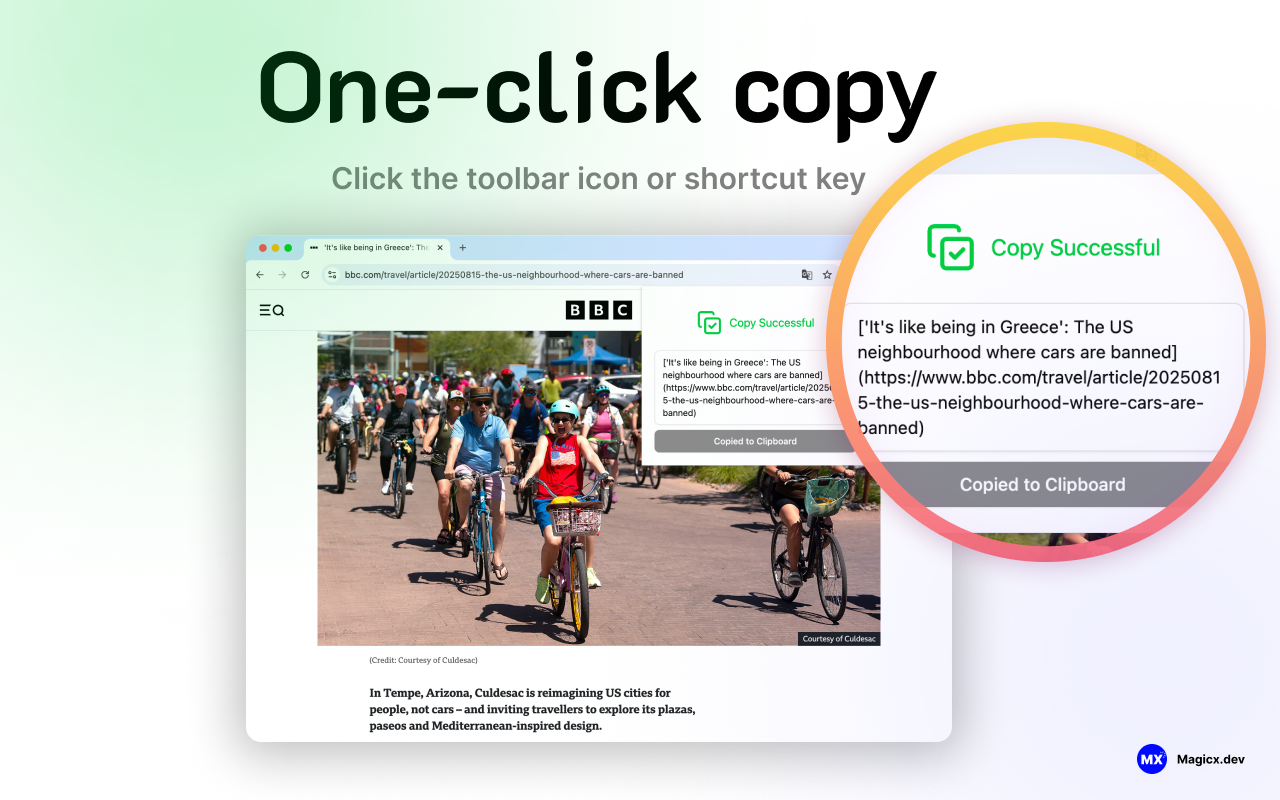 One-click copy
Click the toolbar icon or shortcut key
'It's like being in Greece': The
bbc.com/travel/article/20250815-the-us-neighbourhood-where-cars-are-banned
BBC
Copy Successful
['It's like being in Greece': The US
neighbourhood where cars are banned]
(https://www.bbc.com/travel/article/2025
5-the-us-neighbourhood-where-cars-are-
banned)
Copied to Clipboard
Copy Successful
['It's like being in Greece': The US
neighbourhood where cars are banned]
(https://www.bbc.com/travel/article/2025081
5-the-us-neighbourhood-where-cars-are-
banned)
Copied to Clipboard
Courtesy of Culdesac
(Credit: Courtesy of Culdesac)
In Tempe, Arizona, Culdesac is reimagining US cities for
people, not cars – and inviting travellers to explore its plazas,
paseos and Mediterranean-inspired design.
MX Magicx.dev